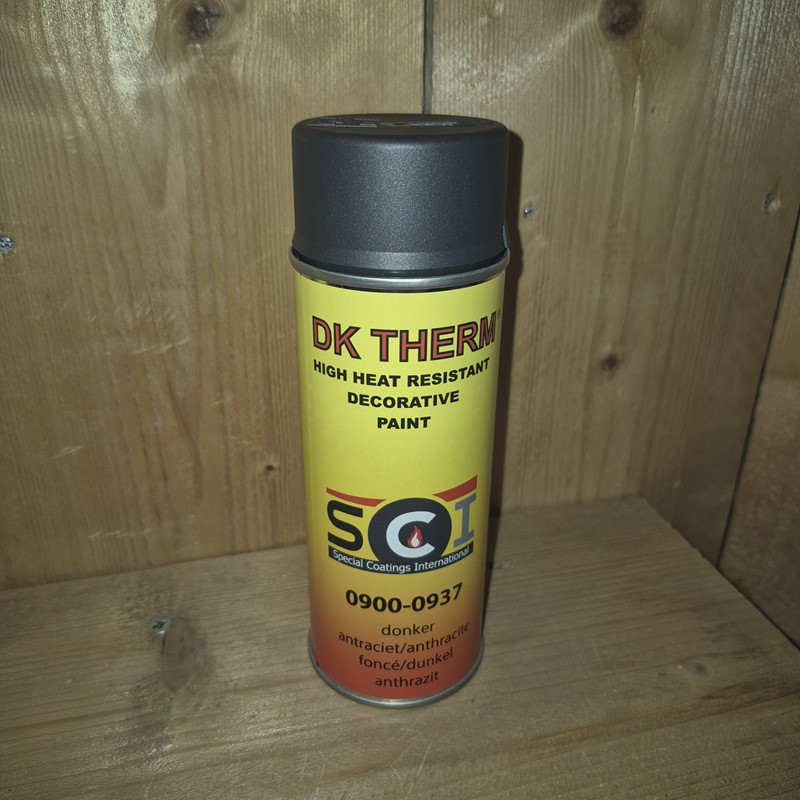 DK THERM®
HIGH HEAT RESISTANT
DECORATIVE
PAINT
SCI
Special Coatings International
0900-0937
donker
antraciet/anthracite
foncé/dunkel
anthrazit